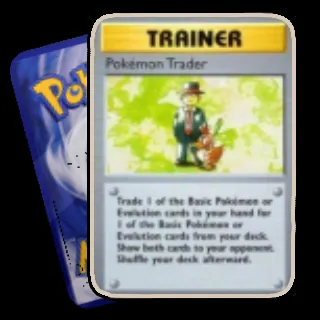 TRAINER
Pokémon Trader
Trade 1 of the Basic Pokémon or
Evolution cards in your hand for
1 of the Basic Pokémon or
Evolution cards from your deck.
Show both cards to your opponent.
Shuffle your deck afterward.